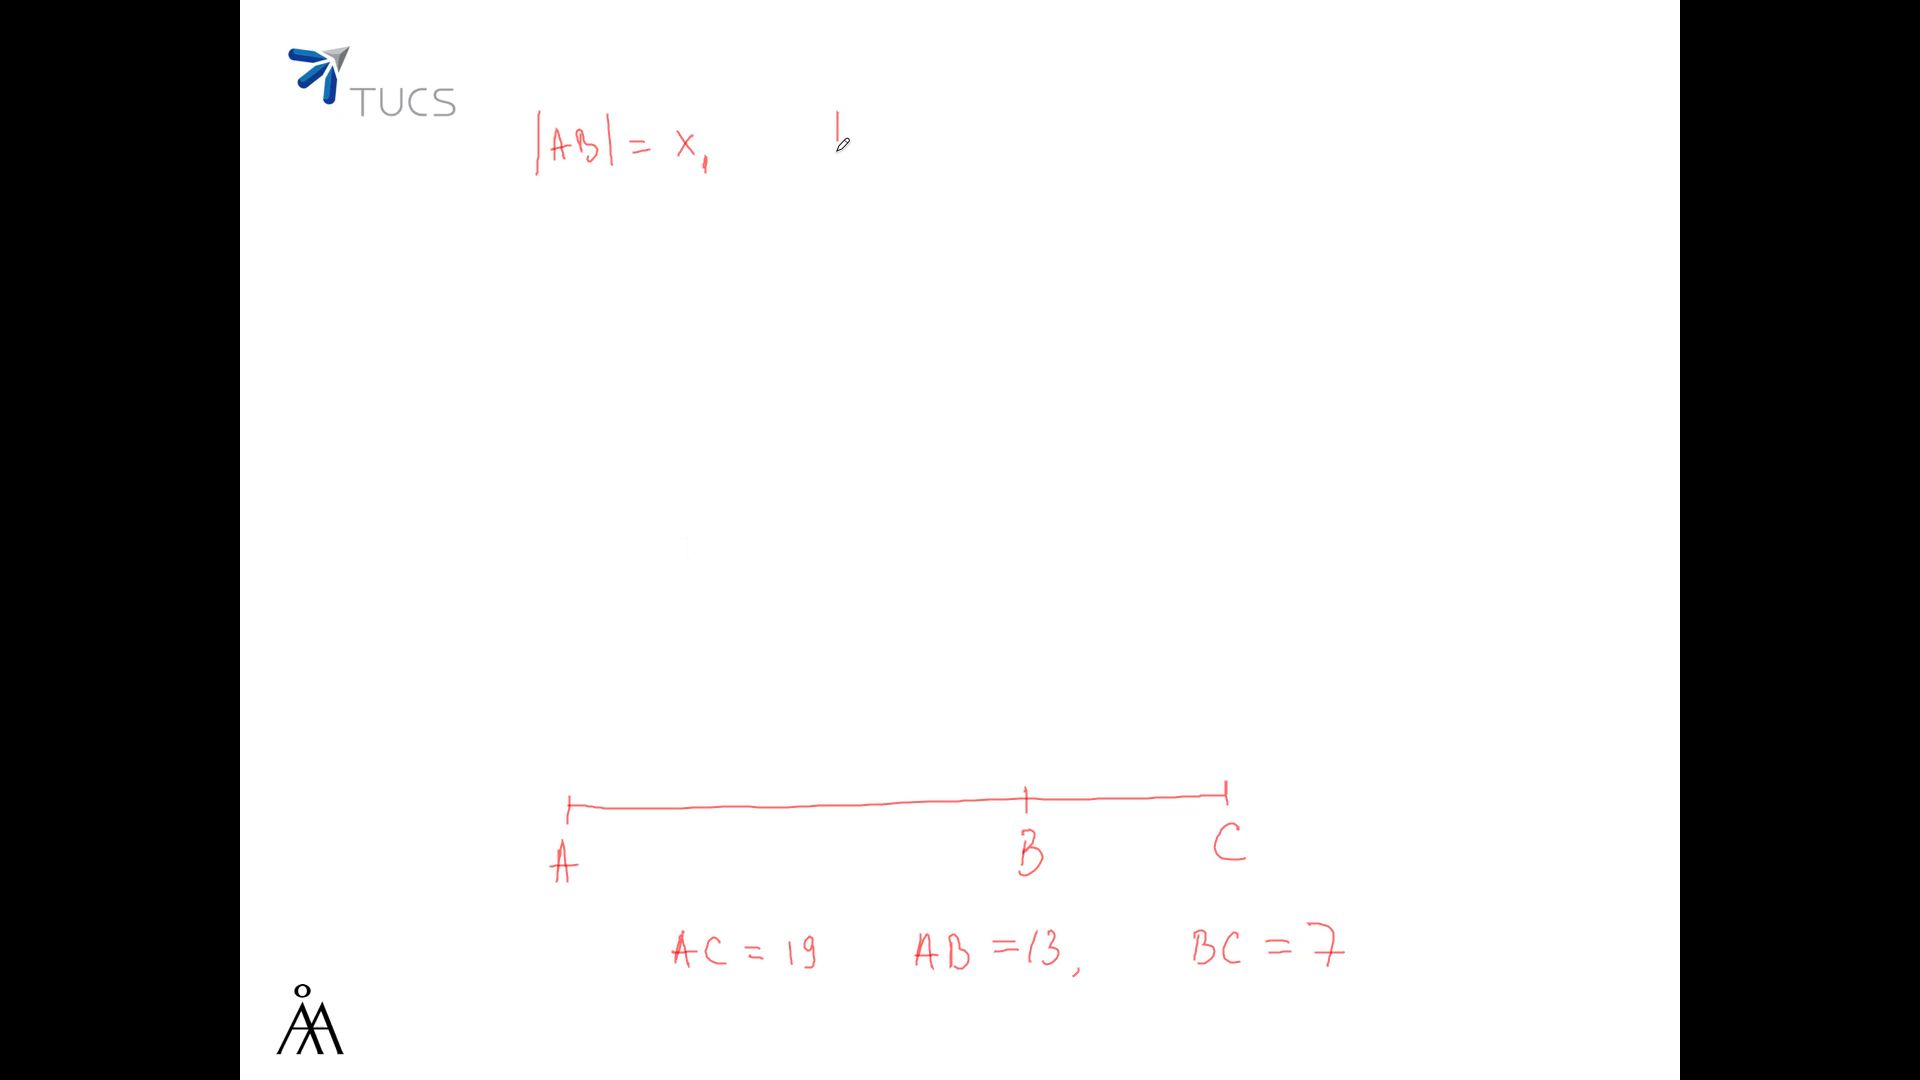 TUCS
|AB| = x,
A B C
AC = 19 AB = 13, BC = 7